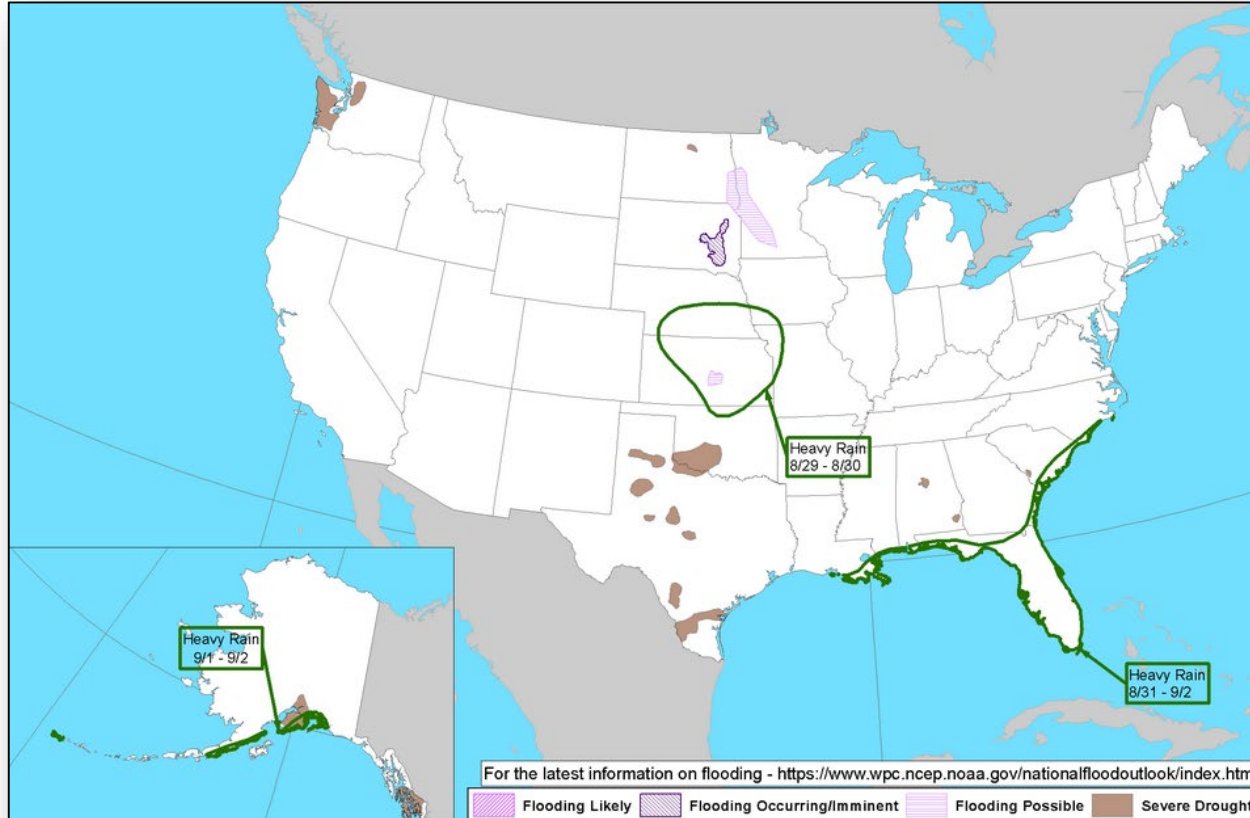 Heavy Rain
8/29 - 8/30
Heavy Rain
9/1 - 9/2
Heavy Rain
8/31 - 9/2
For the latest information on flooding - https://www.wpc.ncep.noaa.gov/nationalfloodoutlook/index.htm
Flooding Likely Flooding Occurring/Imminent Flooding Possible Severe Drought